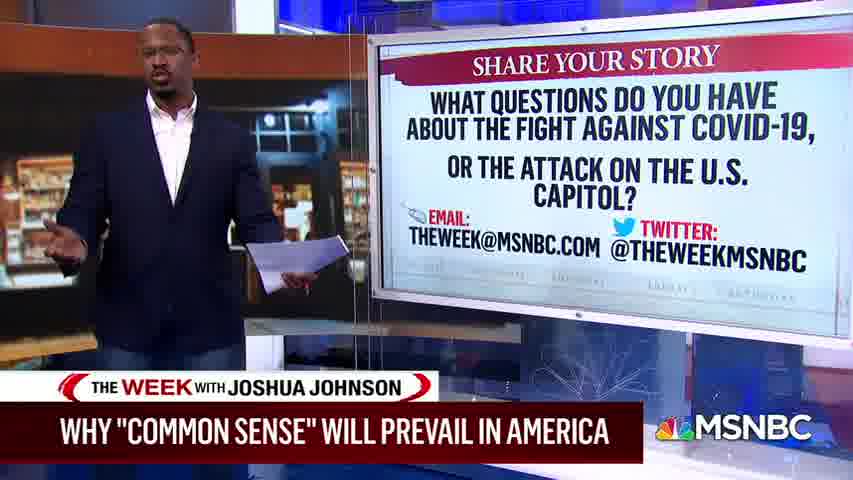 SHARE YOUR STORY
WHAT QUESTIONS DO YOU HAVE
ABOUT THE FIGHT AGAINST COVID-19,
OR THE ATTACK ON THE U.S.
CAPITOL?
EMAIL:
THEWEEK@MSNBC.COM
TWITTER:
@THEWEEKMSNBC
THE WEEK WITH JOSHUA JOHNSON
WHY "COMMON SENSE" WILL PREVAIL IN AMERICA
MSNBC